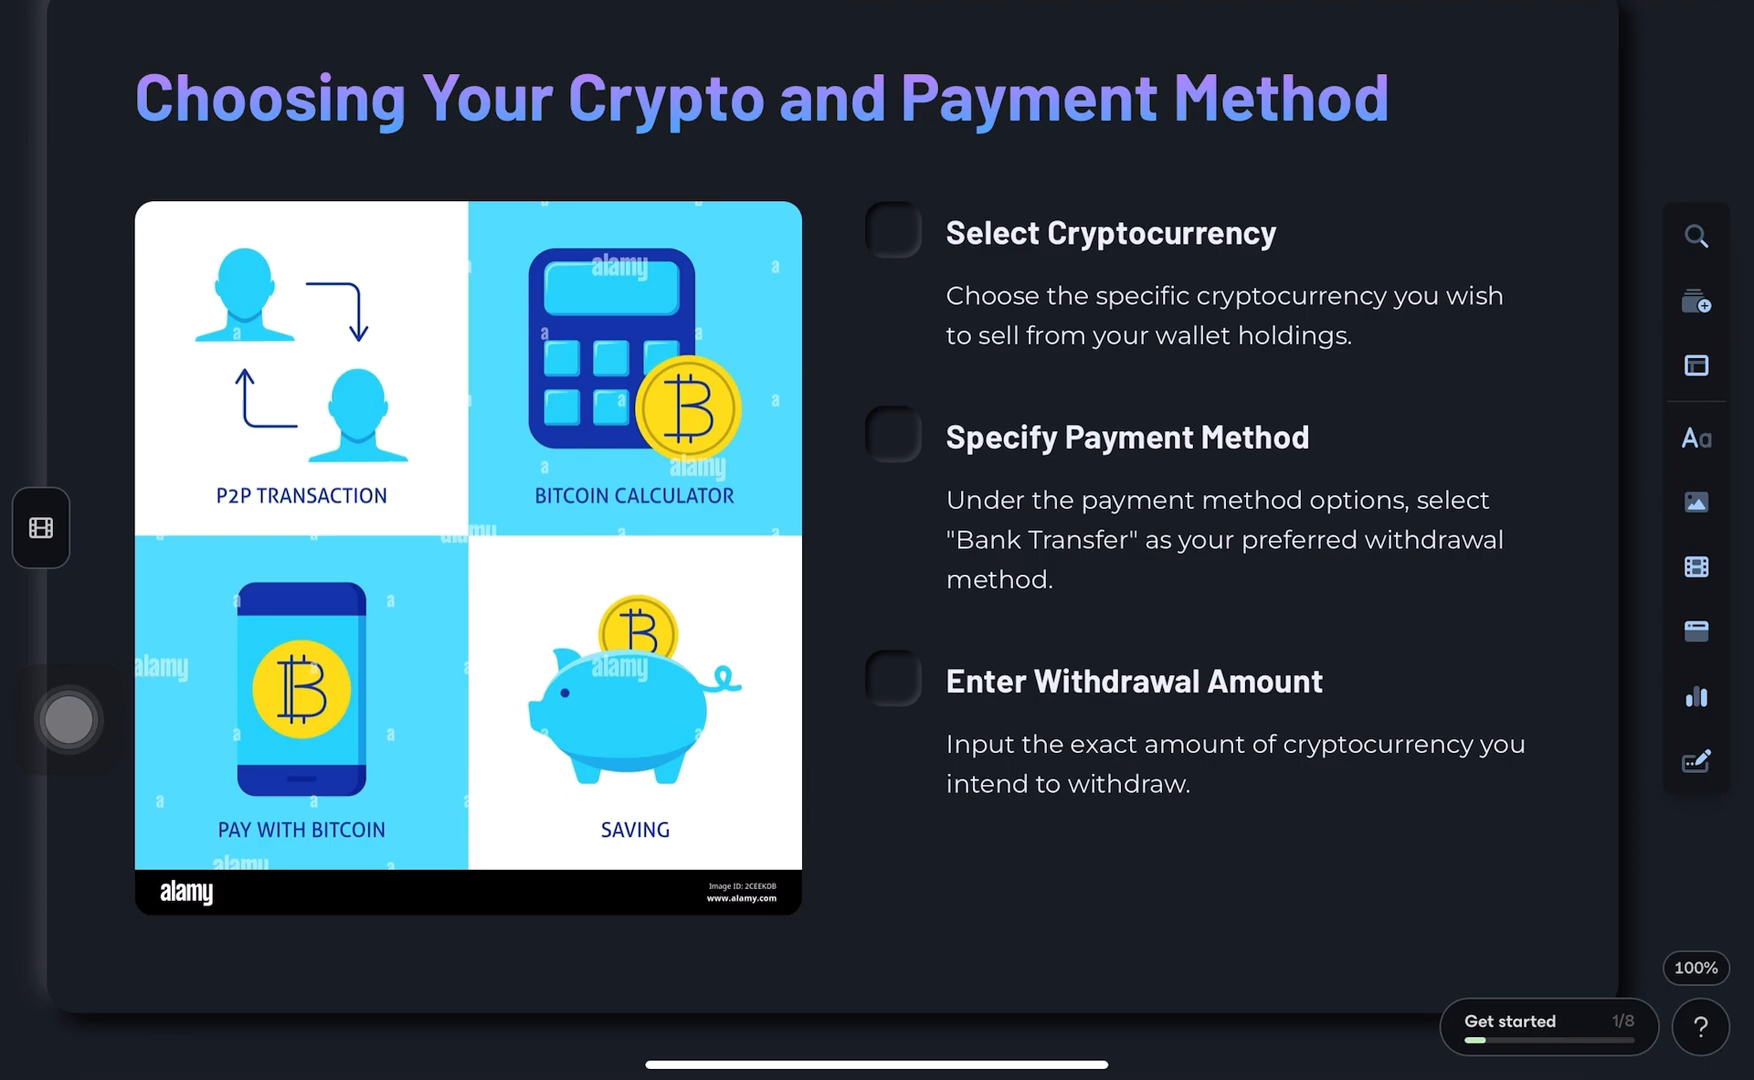 Choosing Your Crypto and Payment Method
alamy
a
P2P TRANSACTION
BITCOIN CALCULATOR
PAY WITH BITCOIN
SAVING
alamy
Image ID: 2CEEKDB
www.alamy.com
Select Cryptocurrency
Choose the specific cryptocurrency you wish
to sell from your wallet holdings.
Specify Payment Method
Under the payment method options, select
"Bank Transfer" as your preferred withdrawal
method.
Enter Withdrawal Amount
Input the exact amount of cryptocurrency you
intend to withdraw.
Aa
100%
Get started 1/8
?